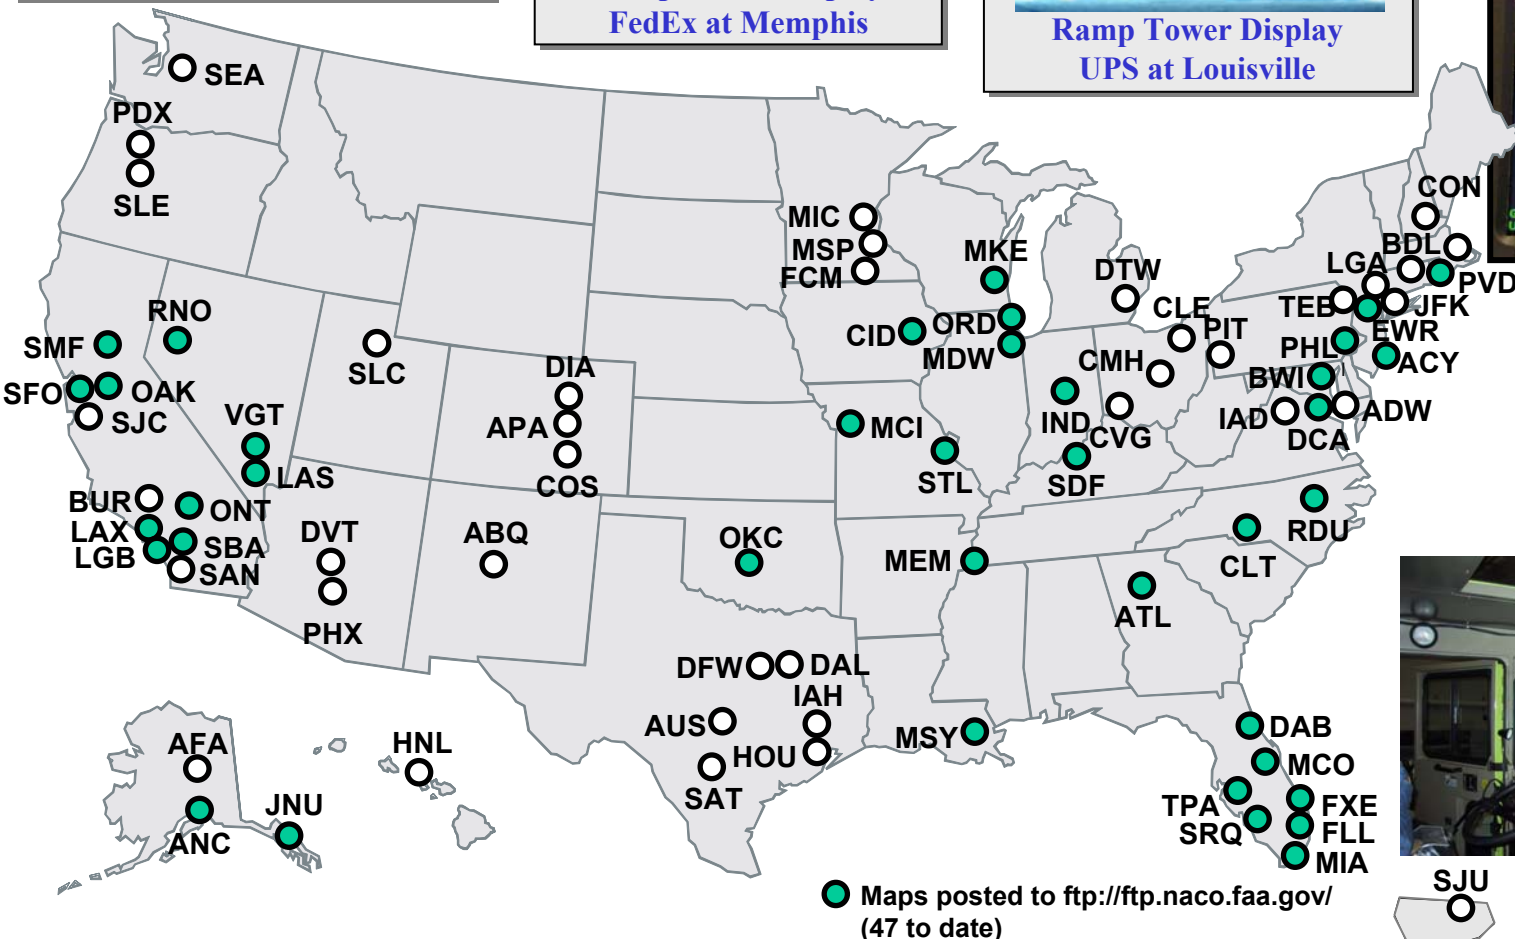 FedEx at Memphis
Ramp Tower Display
UPS at Louisville
SEA
PDX
SLE
CON
MIC
MSP
FCM
MKE
DTW
BDL
LGA
PVD
TEB
JFK
EWR
RNO
SMF
CID
ORD
MDW
CLE
PIT
CMH
PHL
ACY
BWI
SLC
DIA
SFO
OAK
SJC
VGT
APA
MCI
IND
CVG
IAD
ADW
DCA
LAS
COS
STL
SDF
BUR
ONT
LAX
LGB
SBA
SAN
DVT
ABQ
OKC
MEM
RDU
CLT
PHX
ATL
DFW
DAL
IAH
AUS
HOU
SAT
MSY
DAB
MCO
TPA
SRQ
FXE
FLL
MIA
AFA
HNL
ANC
JNU
SJU
Maps posted to ftp://ftp.naco.faa.gov/
(47 to date)